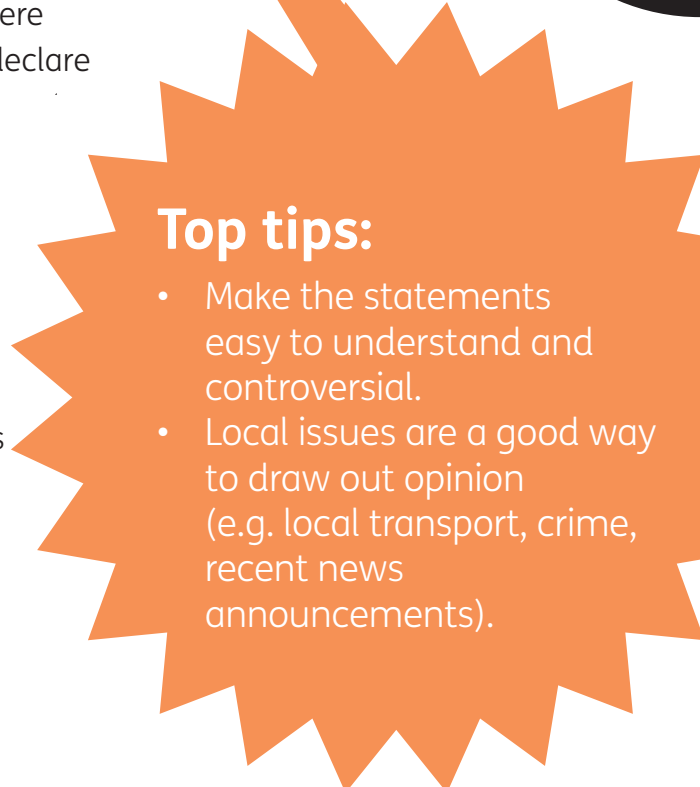 ere
declare
Top tips:
• Make the statements
easy to understand and
controversial.
• Local issues are a good way
to draw out opinion
(e.g. local transport, crime,
recent news
announcements).
s